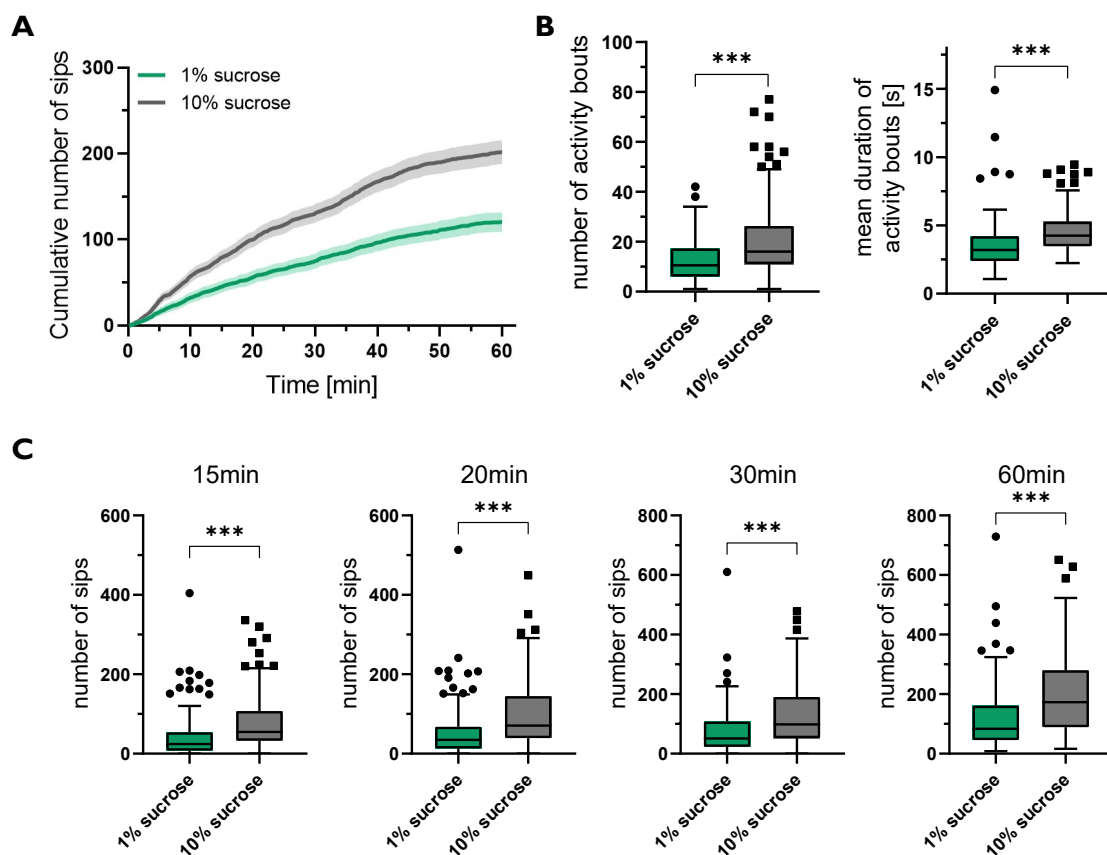 A
Cumulative number of sips
300
200
100
0
1% sucrose
10% sucrose
0 10 20 30 40 50 60
Time [min]
B
number of activity bouts
100
80
60
40
20
0
***
1% sucrose
10% sucrose
mean duration of
activity bouts [s]
15
10
5
0
***
1% sucrose
10% sucrose
C
15min
number of sips
600
400
200
0
***
1% sucrose
10% sucrose
20min
number of sips
600
400
200
0
***
1% sucrose
10% sucrose
30min
number of sips
800
600
400
200
0
***
1% sucrose
10% sucrose
60min
number of sips
800
600
400
200
0
***
1% sucrose
10% sucrose